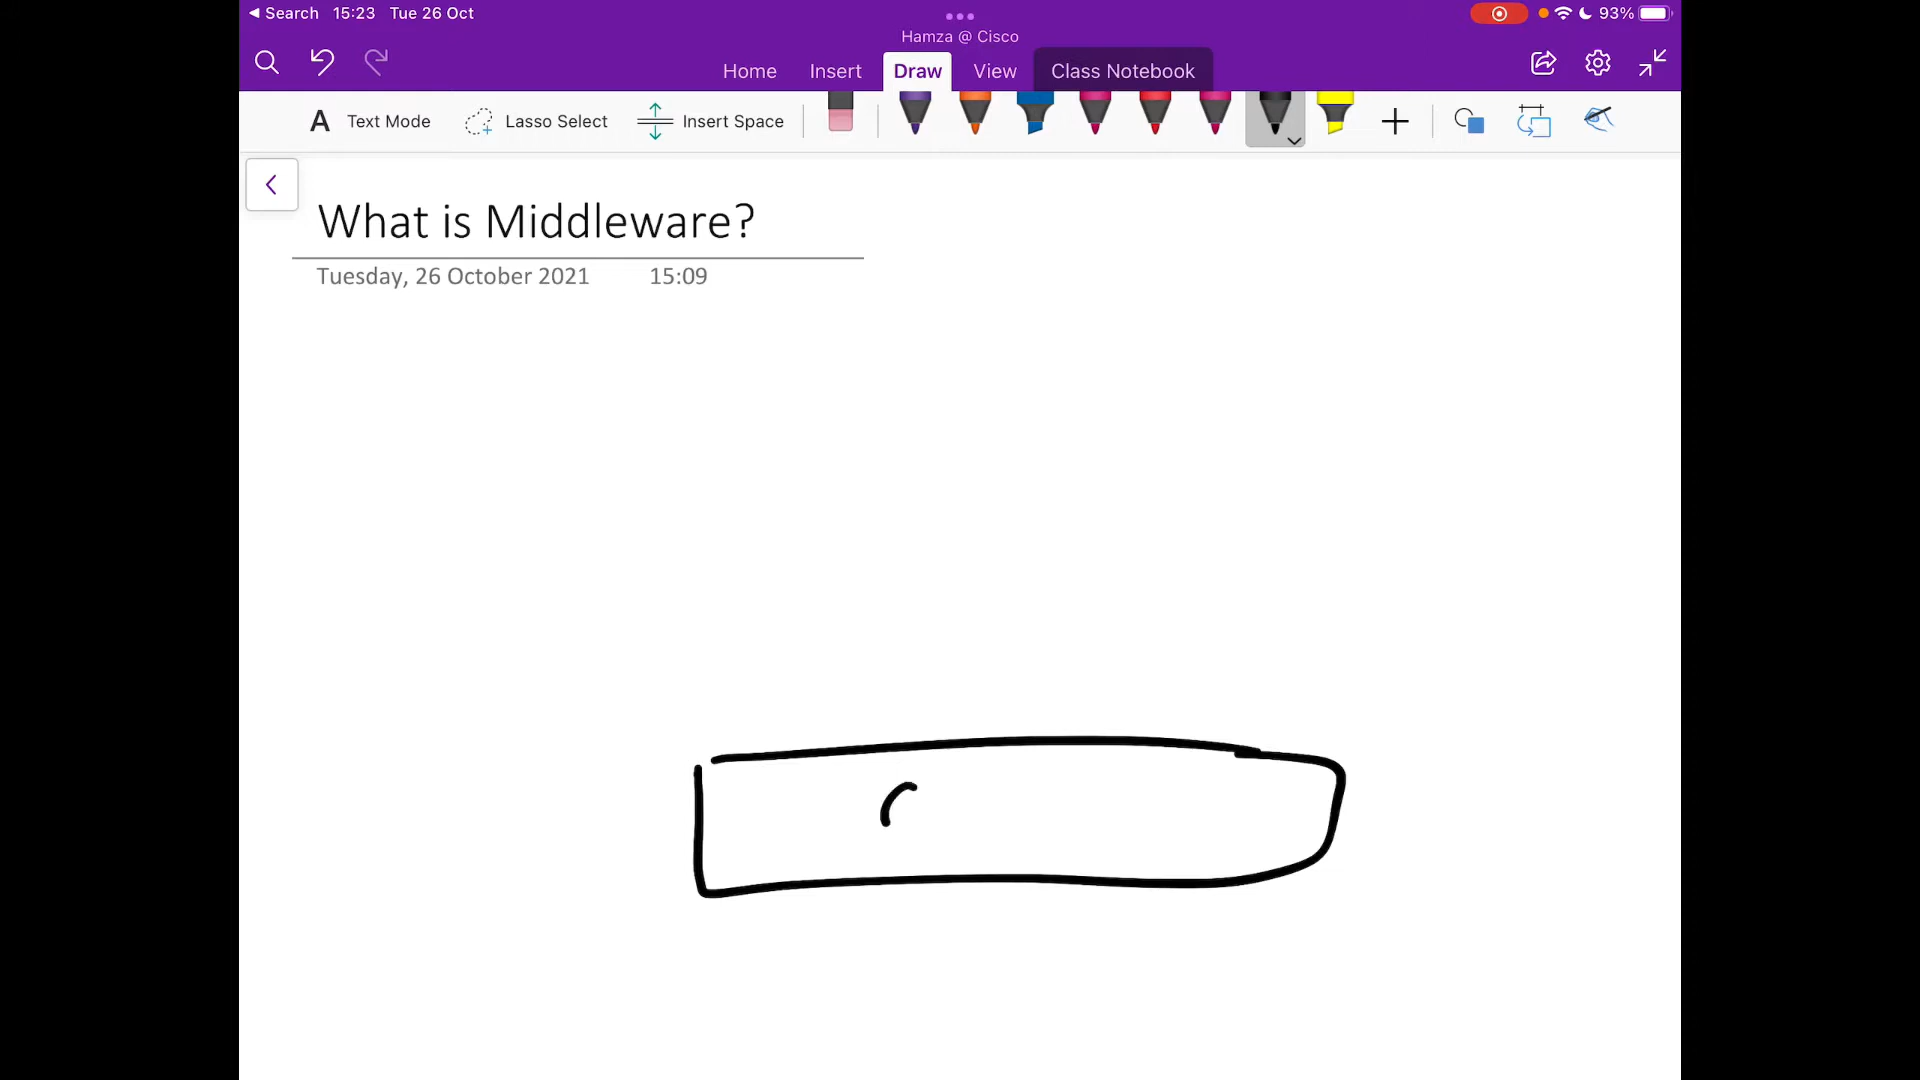 Search 15:23 Tue 26 Oct 93%
Hamza @ Cisco
Home Insert Draw View Class Notebook
A Text Mode Lasso Select Insert Space
What is Middleware?
Tuesday, 26 October 2021 15:09